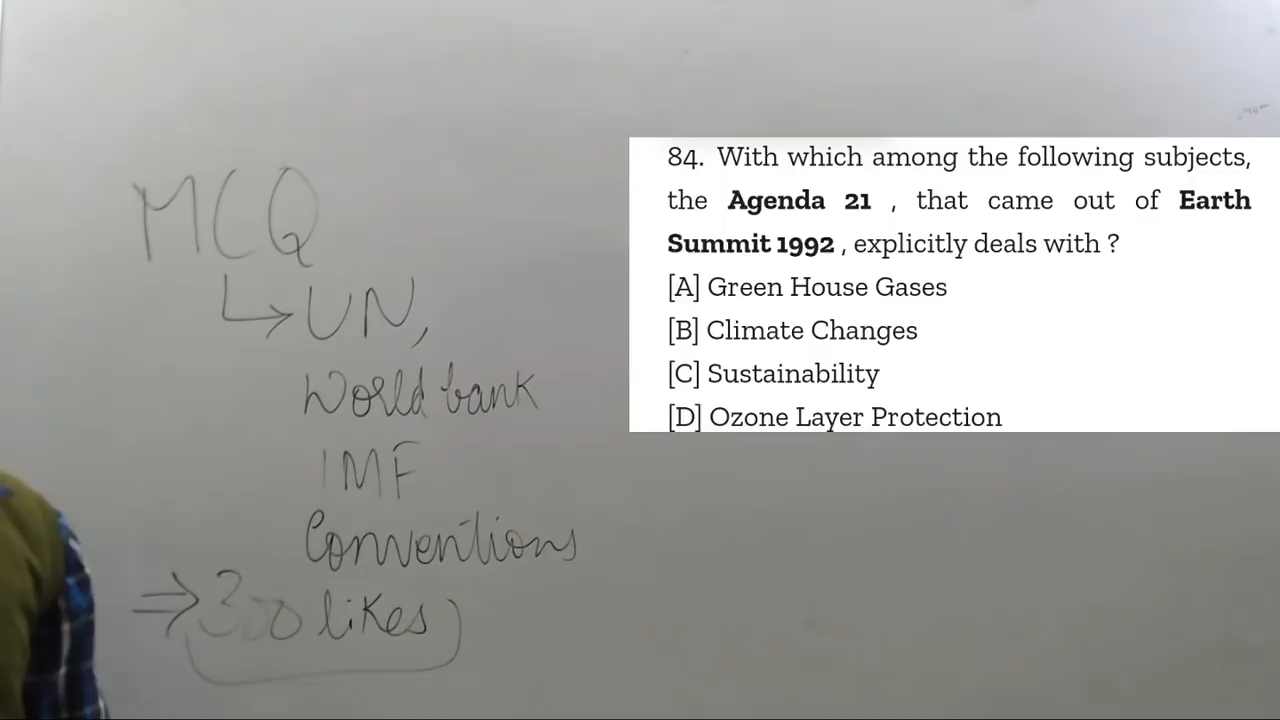 MCQ
UN,
World bank
IMF
Conventions
⇒ 300 likes
84. With which among the following subjects,
the Agenda 21 , that came out of Earth
Summit 1992 , explicitly deals with ?
[A] Green House Gases
[B] Climate Changes
[C] Sustainability
[D] Ozone Layer Protection